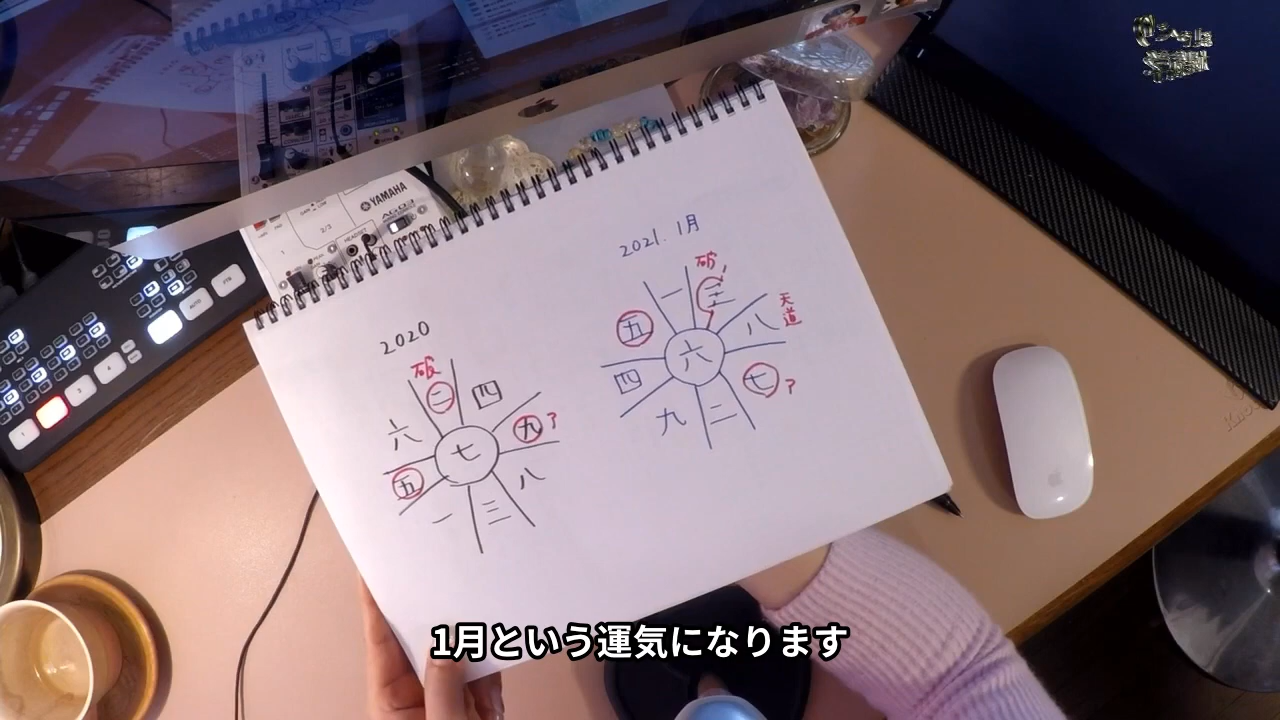 YAMAHA
AG03
HEADSET
2020
破
二
四
六
七
九
ア
五
八
一
三
2021. 1月
破
一
三
天道
五
八
六
四
七
ア
九
二
1月という運気になります